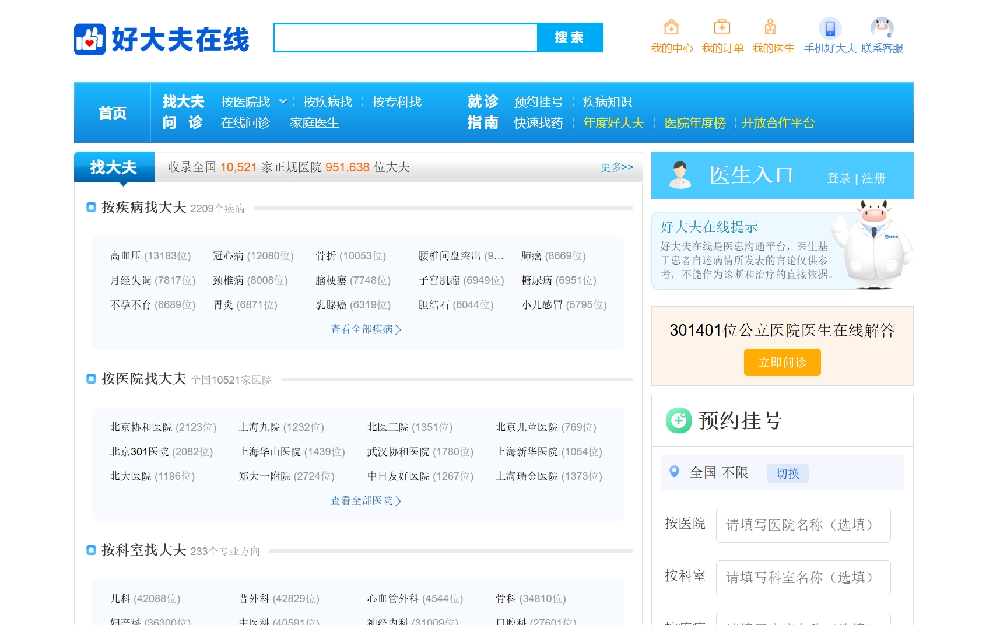 好大夫在线
搜索
我的中心 我的订单 我的医生 手机好大夫 联系客服
首页
找大夫 按医院找 按疾病找 按专科找
问诊 在线问诊 家庭医生
就诊 预约挂号 疾病知识
指南 快速找药 年度好大夫 医院年度榜 开放合作平台
找大夫 收录全国 10,521 家正规医院 951,638 位大夫 更多>>
按疾病找大夫 2209个疾病
高血压 (13183位) 冠心病 (12080位) 骨折 (10053位) 腰椎间盘突出 (9... 肺癌 (8669位)
月经失调 (7817位) 颈椎病 (8008位) 脑梗塞 (7748位) 子宫肌瘤 (6949位) 糖尿病 (6951位)
不孕不育 (6689位) 胃炎 (6871位) 乳腺癌 (6319位) 胆结石 (6044位) 小儿感冒 (5795位)
查看全部疾病
按医院找大夫 全国10521家医院
北京协和医院 (2123位) 上海九院 (1232位) 北医三院 (1351位) 北京儿童医院 (769位)
北京301医院 (2082位) 上海华山医院 (1439位) 武汉协和医院 (1780位) 上海新华医院 (1054位)
北大医院 (1196位) 郑大一附院 (2724位) 中日友好医院 (1267位) 上海瑞金医院 (1373位)
查看全部医院
按科室找大夫 233个专业方向
儿科 (42088位) 普外科 (42829位) 心血管外科 (4544位) 骨科 (34810位)
妇产科 (36300位) 中医科 (40591位) 神经内科 (31009位) 口腔科 (27601位)
医生入口 登录 | 注册
好大夫在线提示
好大夫在线是医患沟通平台，医生基
于患者自述病情所发表的言论仅供参
考，不能作为诊断和治疗的直接依据。
好大夫
301401位公立医院医生在线解答
立即问诊
预约挂号
全国 不限 切换
按医院 请填写医院名称（选填）
按科室 请填写科室名称（选填）